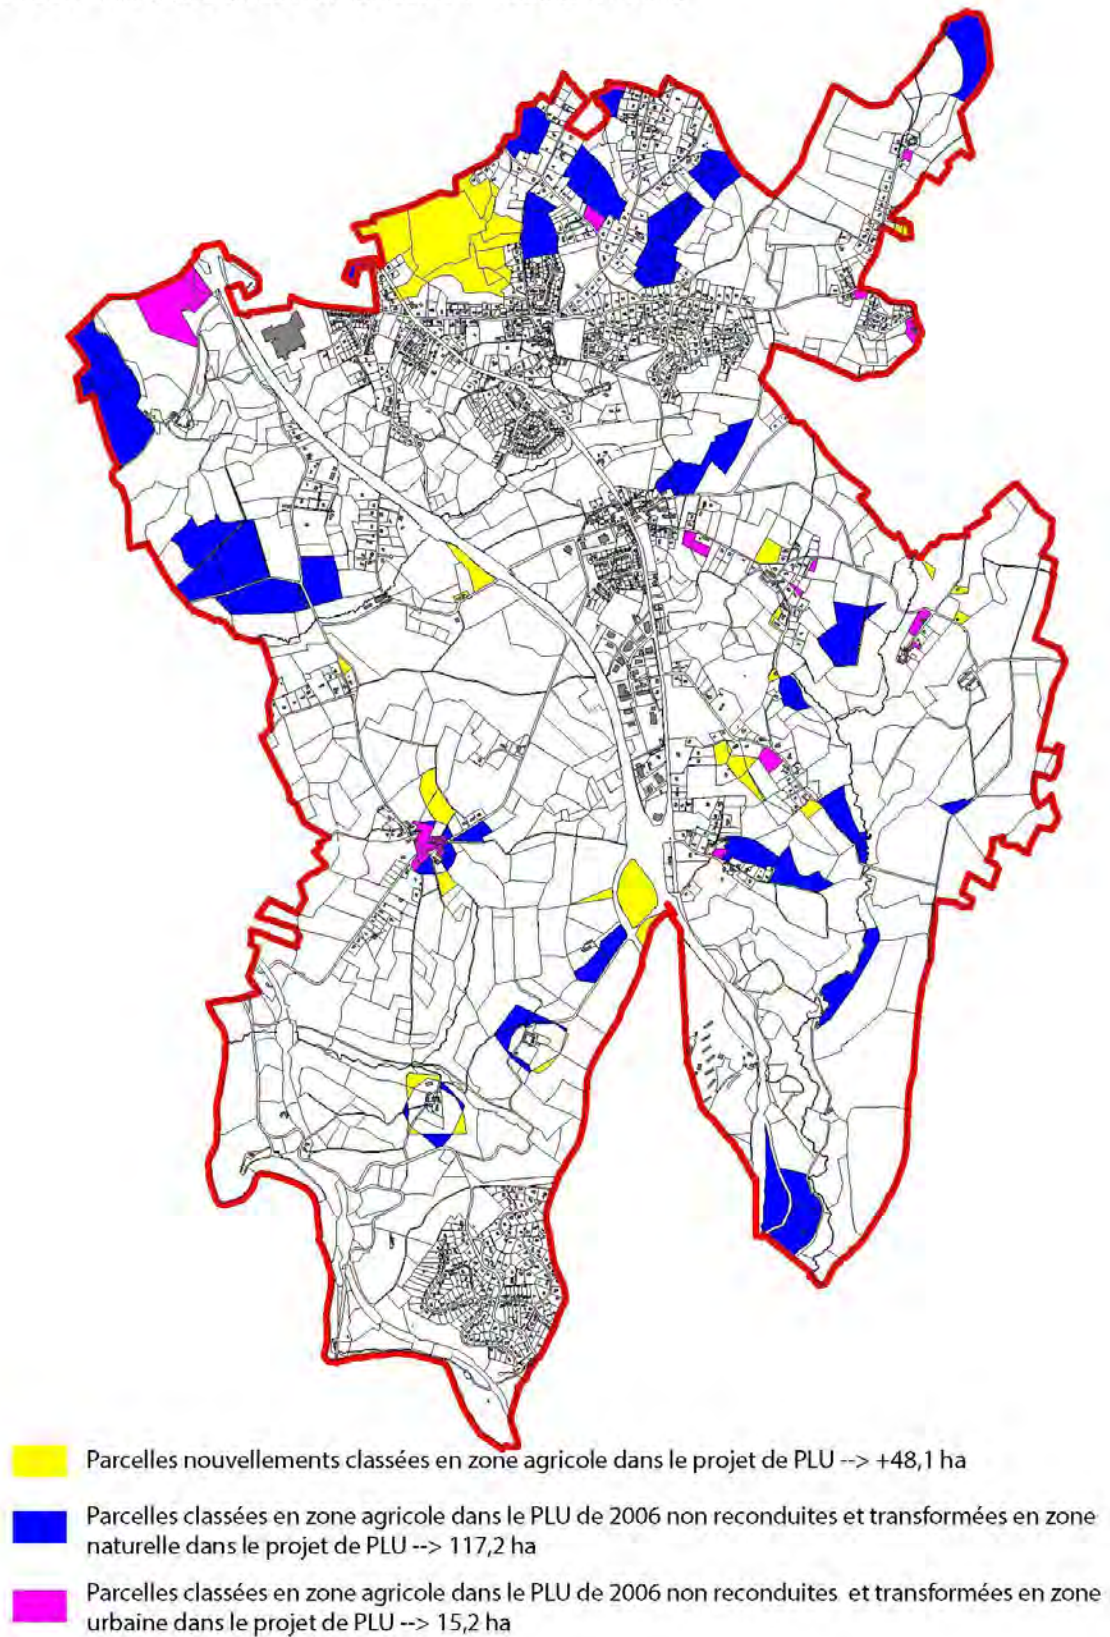 Parcelles nouvellements classées en zone agricole dans le projet de PLU --> +48,1 ha
Parcelles classées en zone agricole dans le PLU de 2006 non reconduites et transformées en zone
naturelle dans le projet de PLU --> 117,2 ha
Parcelles classées en zone agricole dans le PLU de 2006 non reconduites et transformées en zone
urbaine dans le projet de PLU --> 15,2 ha